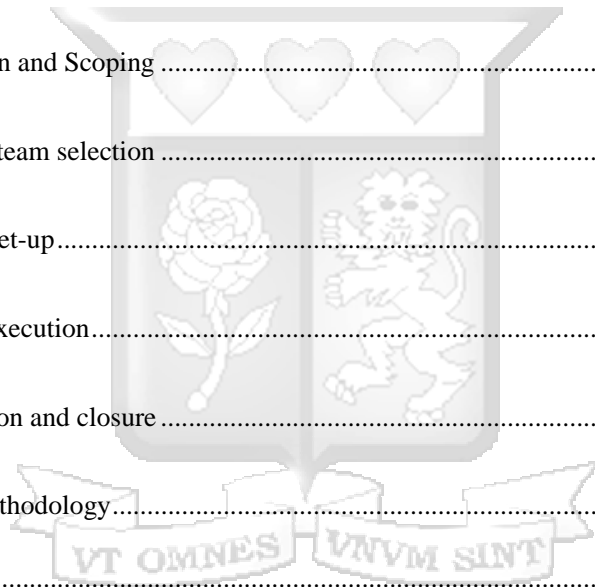 n and Scoping ..........................................................................
team selection ..........................................................................
et-up..........................................................................
xecution..........................................................................
on and closure ..........................................................................
thodology..........................................................................
VT OMNES VNVM SINT
..........................................................................